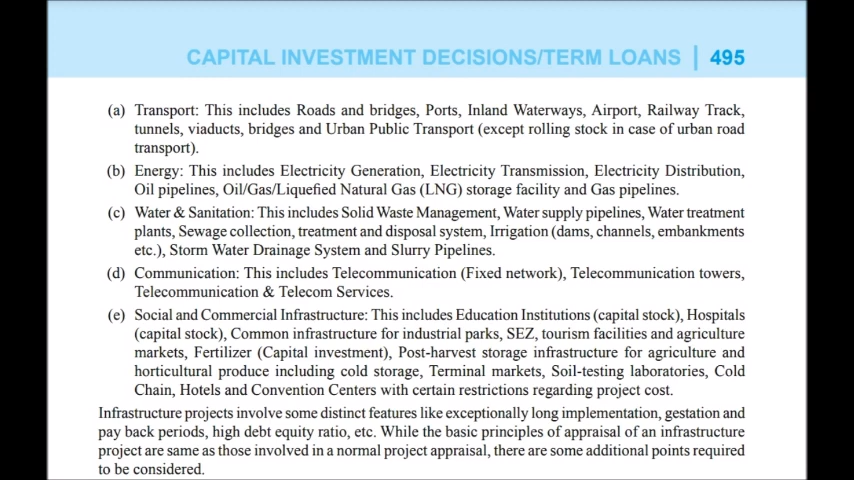 CAPITAL INVESTMENT DECISIONS/TERM LOANS | 495
(a) Transport: This includes Roads and bridges, Ports, Inland Waterways, Airport, Railway Track,
tunnels, viaducts, bridges and Urban Public Transport (except rolling stock in case of urban road
transport).
(b) Energy: This includes Electricity Generation, Electricity Transmission, Electricity Distribution,
Oil pipelines, Oil/Gas/Liquefied Natural Gas (LNG) storage facility and Gas pipelines.
(c) Water & Sanitation: This includes Solid Waste Management, Water supply pipelines, Water treatment
plants, Sewage collection, treatment and disposal system, Irrigation (dams, channels, embankments
etc.), Storm Water Drainage System and Slurry Pipelines.
(d) Communication: This includes Telecommunication (Fixed network), Telecommunication towers,
Telecommunication & Telecom Services.
(e) Social and Commercial Infrastructure: This includes Education Institutions (capital stock), Hospitals
(capital stock), Common infrastructure for industrial parks, SEZ, tourism facilities and agriculture
markets, Fertilizer (Capital investment), Post-harvest storage infrastructure for agriculture and
horticultural produce including cold storage, Terminal markets, Soil-testing laboratories, Cold
Chain, Hotels and Convention Centers with certain restrictions regarding project cost.
Infrastructure projects involve some distinct features like exceptionally long implementation, gestation and
pay back periods, high debt equity ratio, etc. While the basic principles of appraisal of an infrastructure
project are same as those involved in a normal project appraisal, there are some additional points required
to be considered.